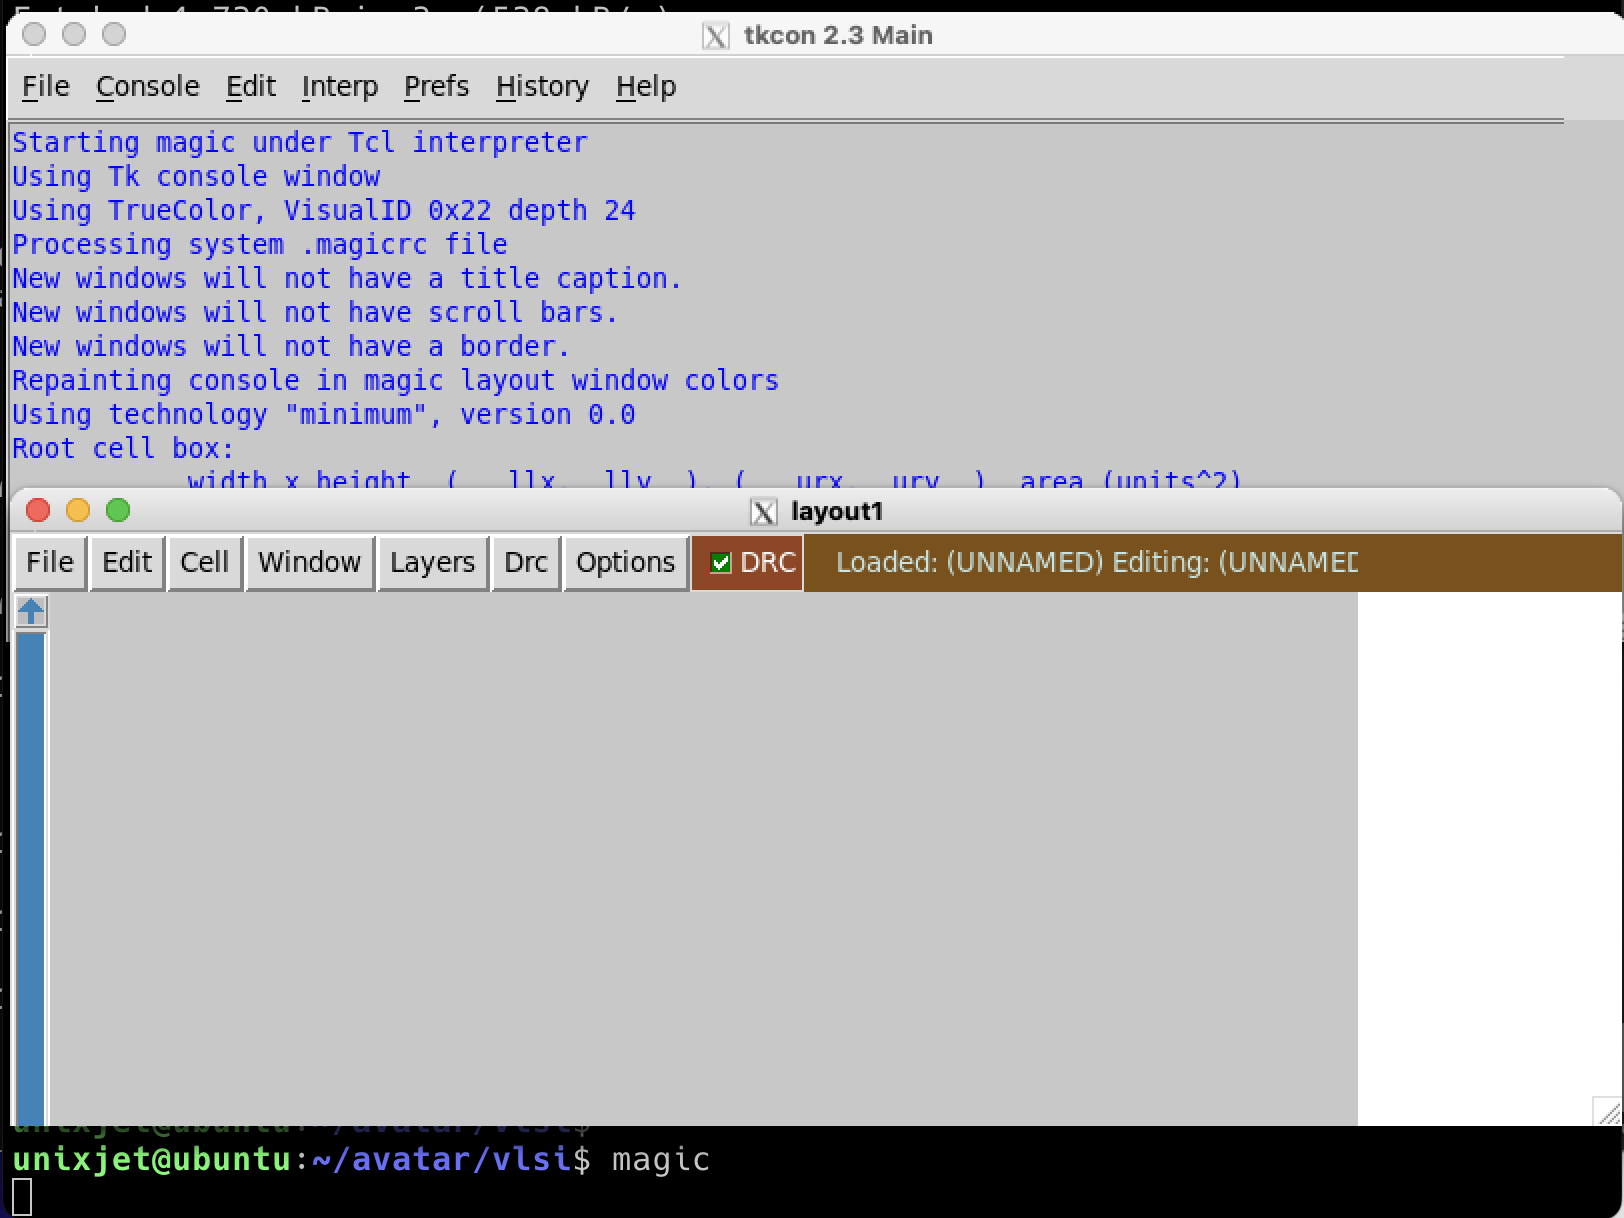 tkcon 2.3 Main
File Console Edit Interp Prefs History Help
Starting magic under Tcl interpreter
Using Tk console window
Using TrueColor, VisualID 0x22 depth 24
Processing system .magicrc file
New windows will not have a title caption.
New windows will not have scroll bars.
New windows will not have a border.
Repainting console in magic layout window colors
Using technology "minimum", version 0.0
Root cell box:
width x height ( llx, lly ), ( urx, ury ) area (units^2)
layout1
File Edit Cell Window Layers Drc Options DRC Loaded: (UNNAMED) Editing: (UNNAMED
unixjet@ubuntu:~/avatar/vlsi$
unixjet@ubuntu:~/avatar/vlsi$ magic